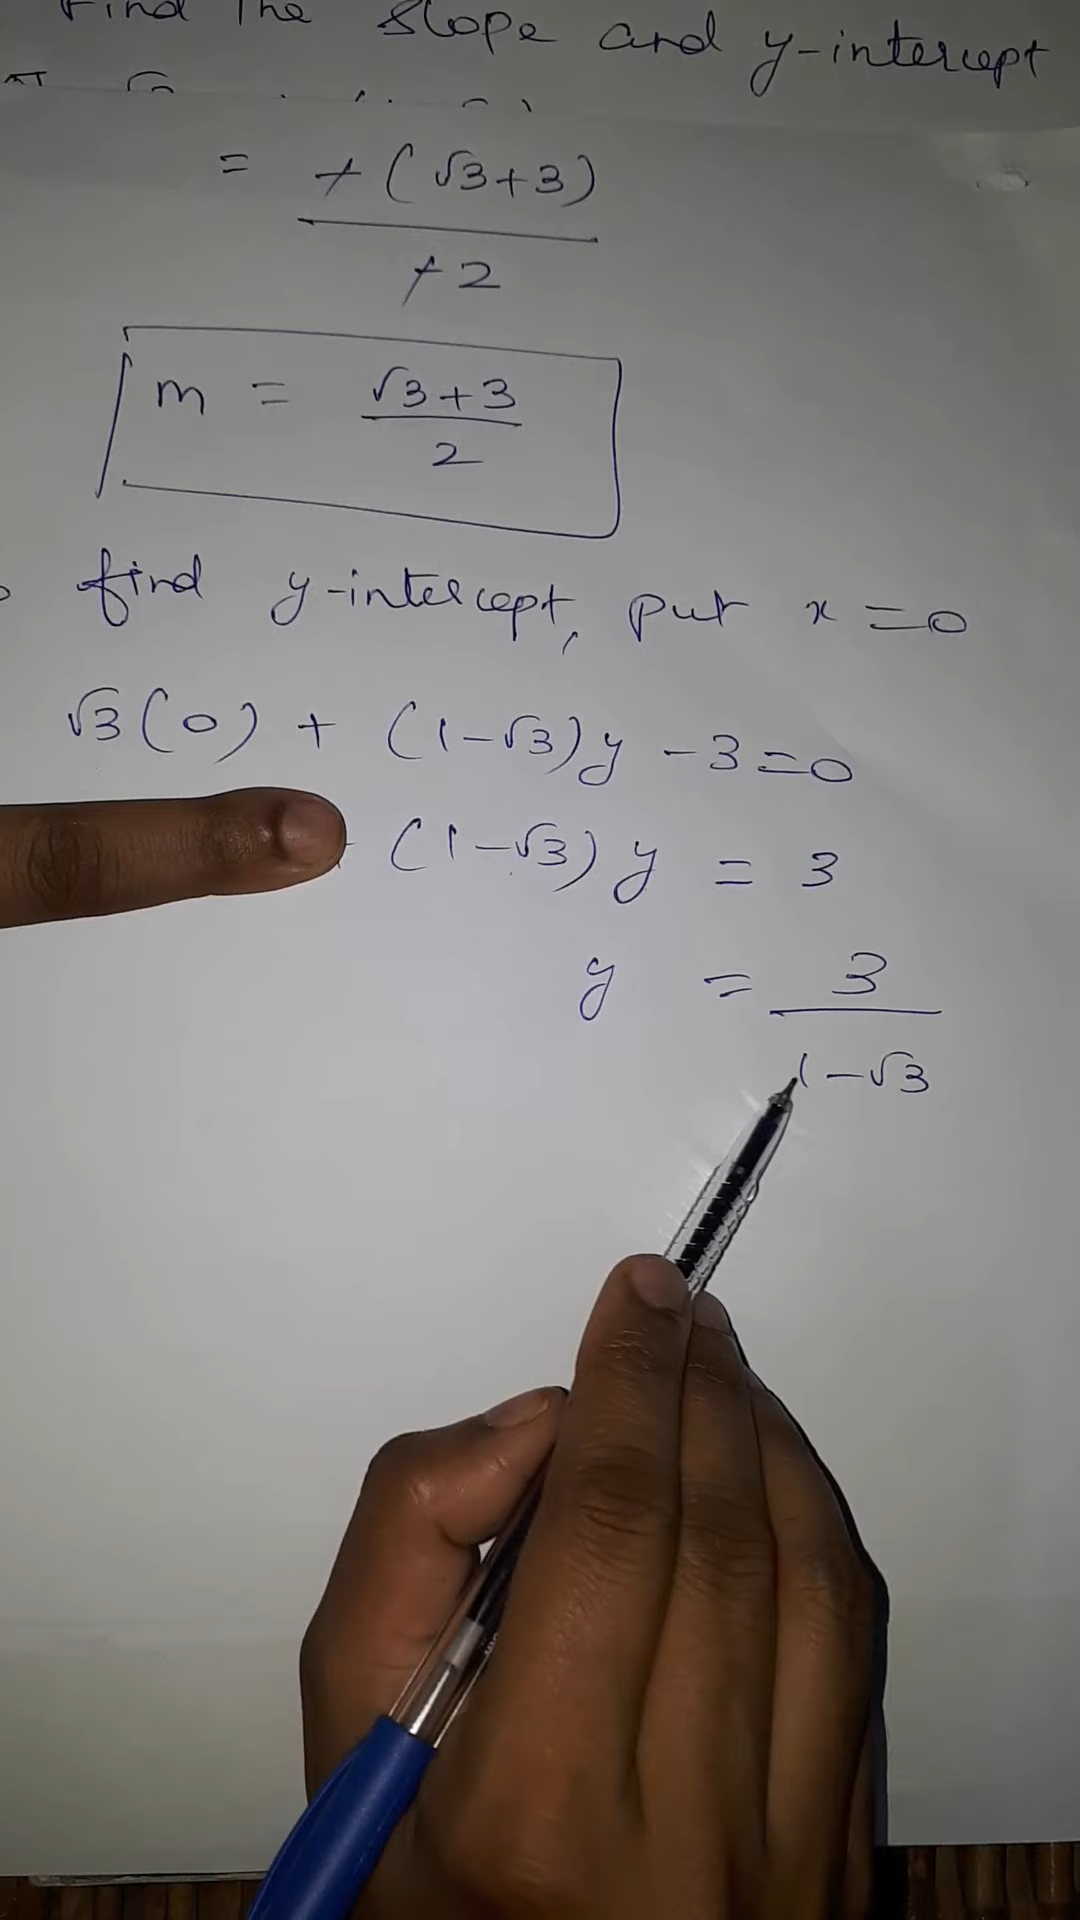 Find The slope and y-intercept
= + (√3+3)
+2
m = √3+3
2
find y-intercept, put x=0
√3(0) + (1-√3)y -3=0
(1-√3)y = 3
y = 3
1-√3